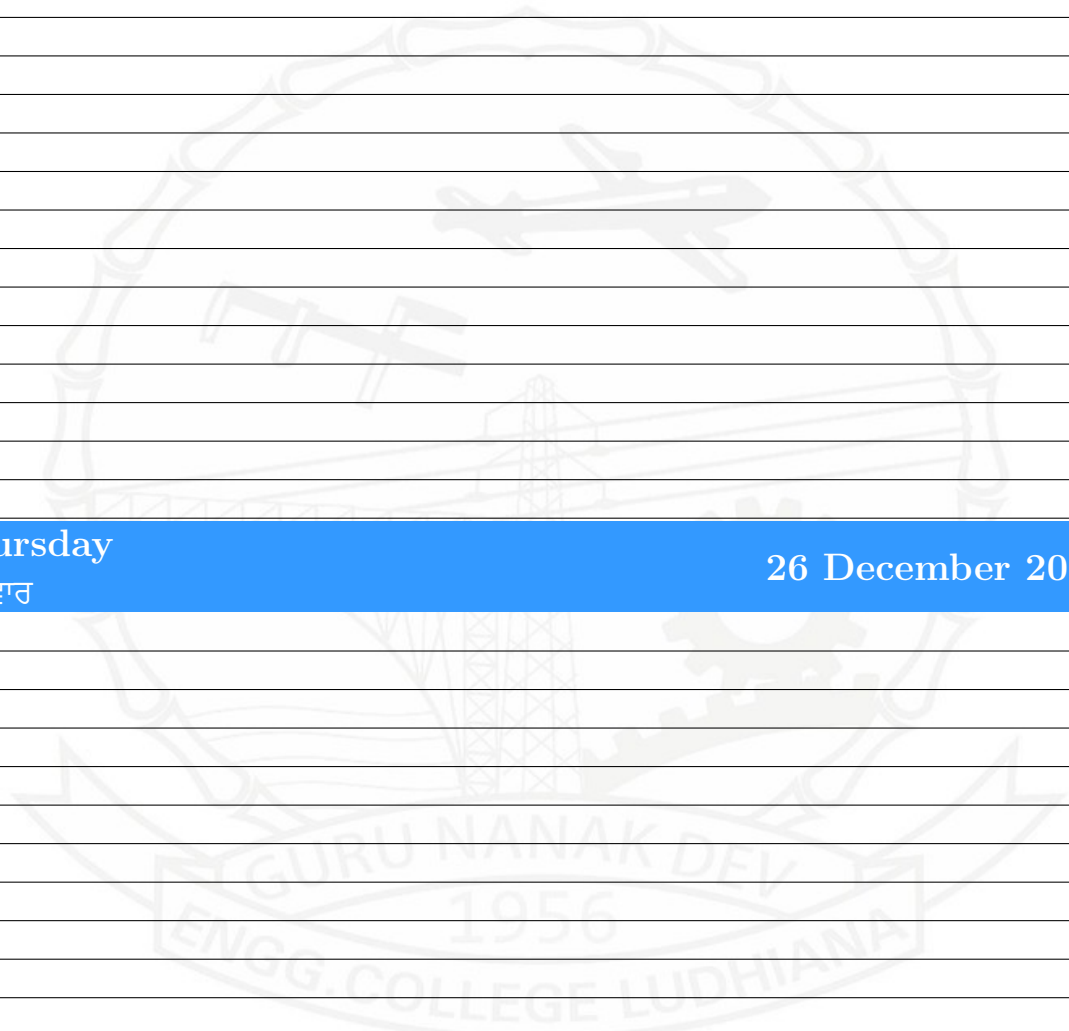 ursday
ਵਾਰ
26 December 20
GURU NANAK DEV
1956
ENGG. COLLEGE LUDHIANA